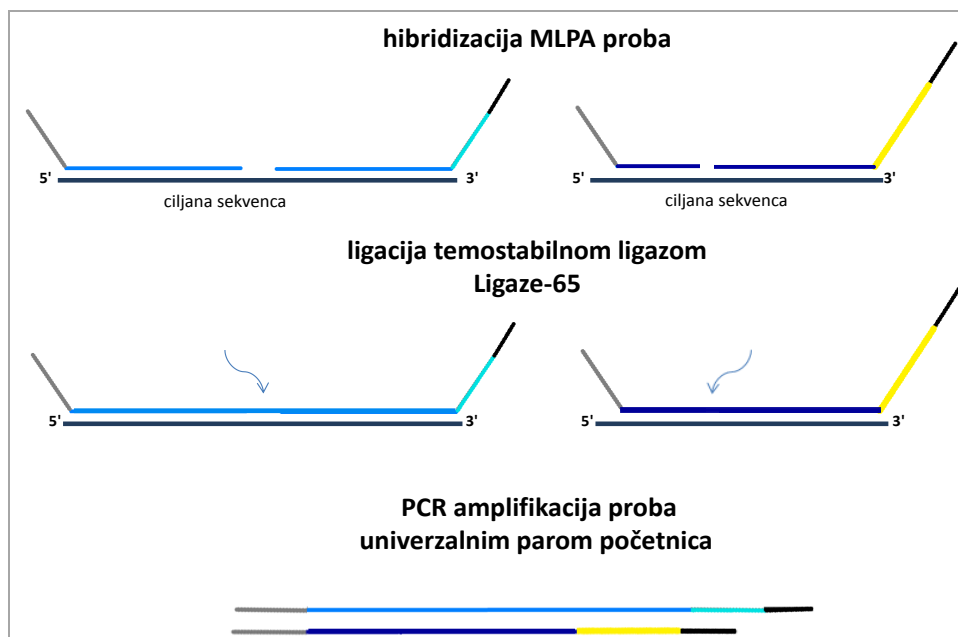 hibridizacija MLPA proba
5' 3' 5' 3'
ciljana sekvenca ciljana sekvenca
ligacija temostabilnom ligazom
Ligaze-65
5' 3' 5' 3'
PCR amplifikacija proba
univerzalnim parom početnica